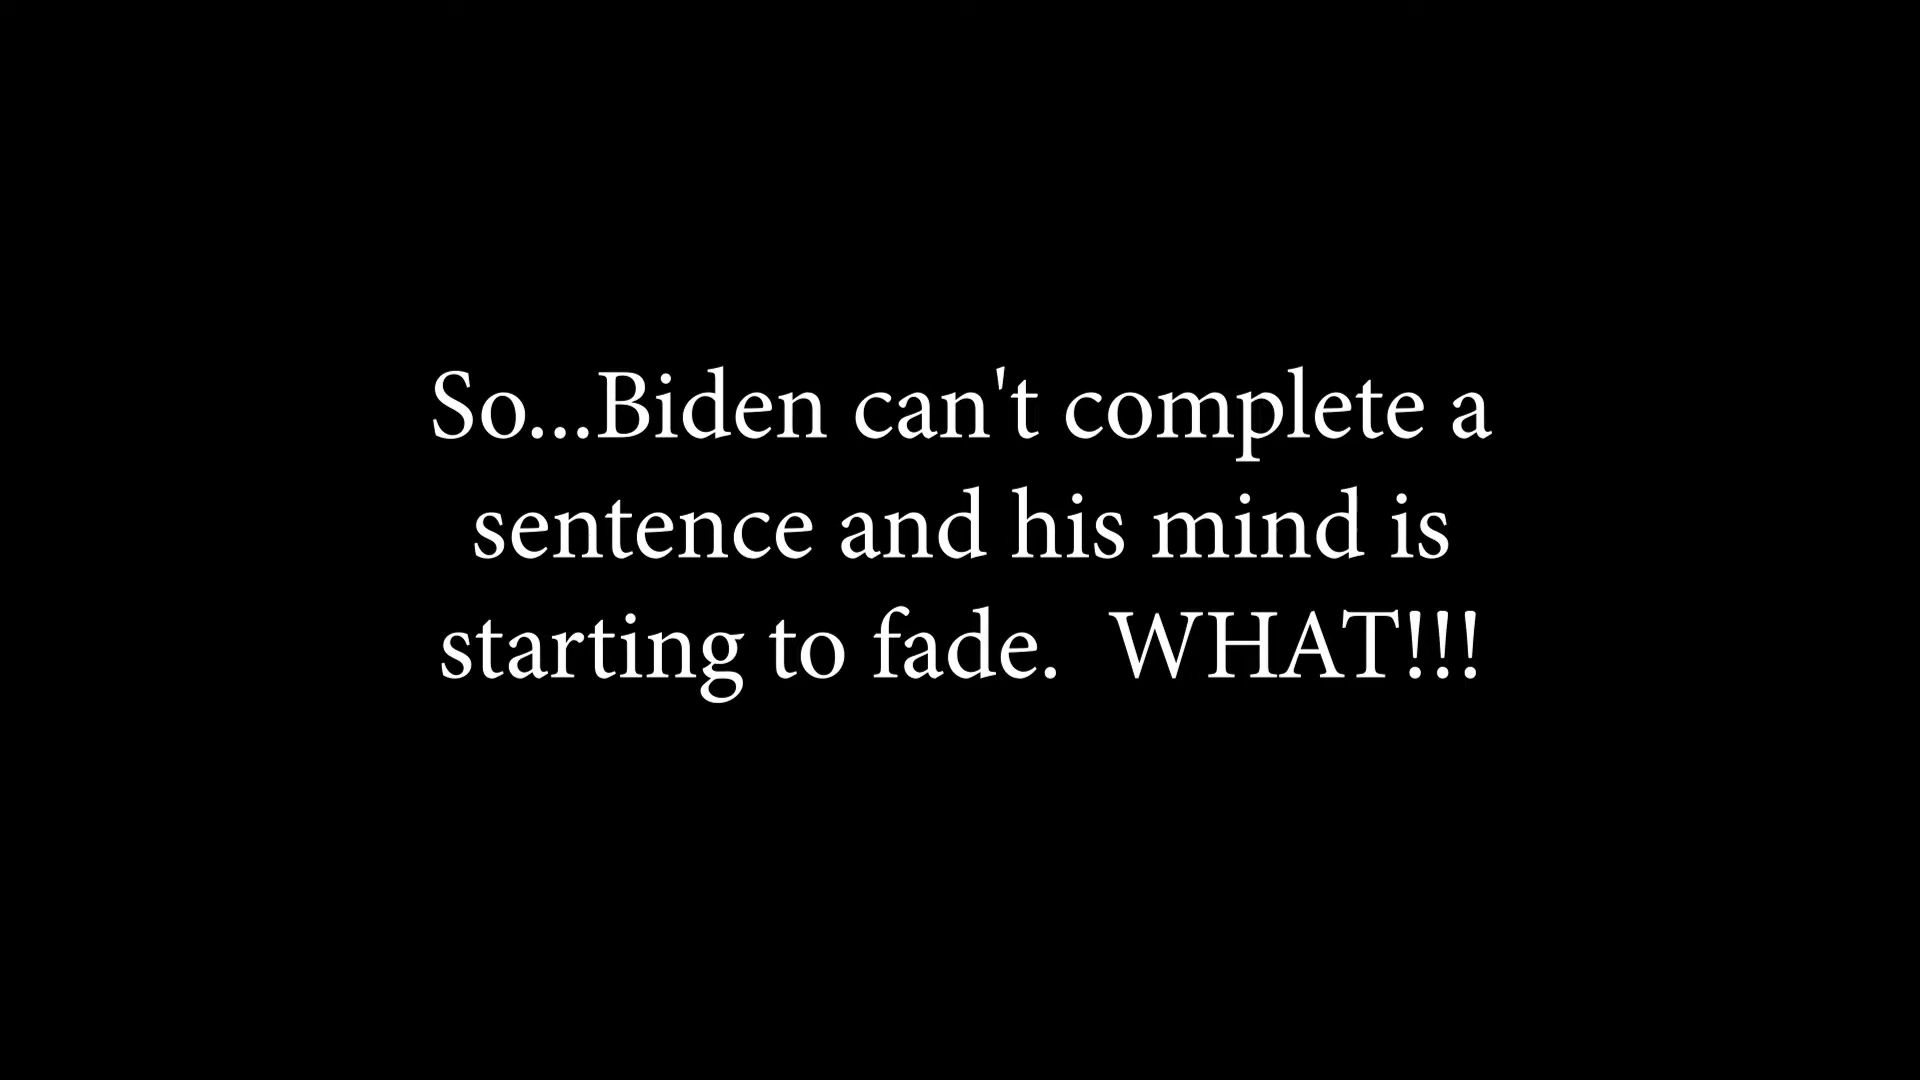 So...Biden can't complete a
sentence and his mind is
starting to fade.  WHAT!!!